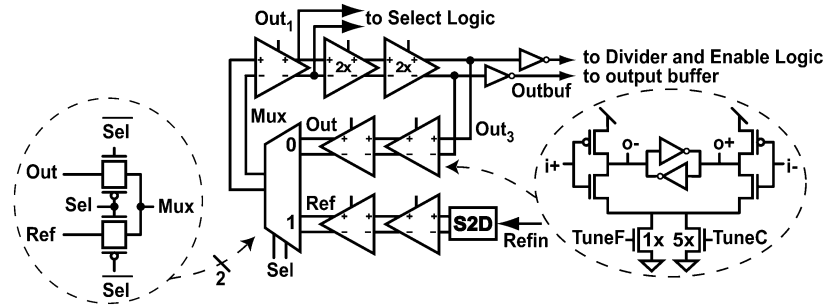 Out1
to Select Logic
2x
2x
to Divider and Enable Logic
to output buffer
Outbuf
Mux
Out
Out3
0
1
Ref
S2D
Refin
Sel
2
Sel
Out
Sel
Mux
Ref
Sel
i+
o-
o+
i-
TuneF
1x
5x
TuneC
+ - + -
+ - + -
+ - + -
+ - + -
+ - + -
+ - + -
+ - + -